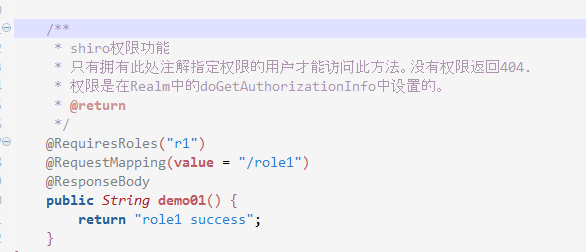 /**
* shiro权限功能
* 只有拥有此处注解指定权限的用户才能访问此方法。没有权限返回404.
* 权限是在Realm中的doGetAuthorizationInfo中设置的。
* @return
*/
@RequiresRoles("r1")
@RequestMapping(value = "/role1")
@ResponseBody
public String demo01() {
return "role1 success";
}